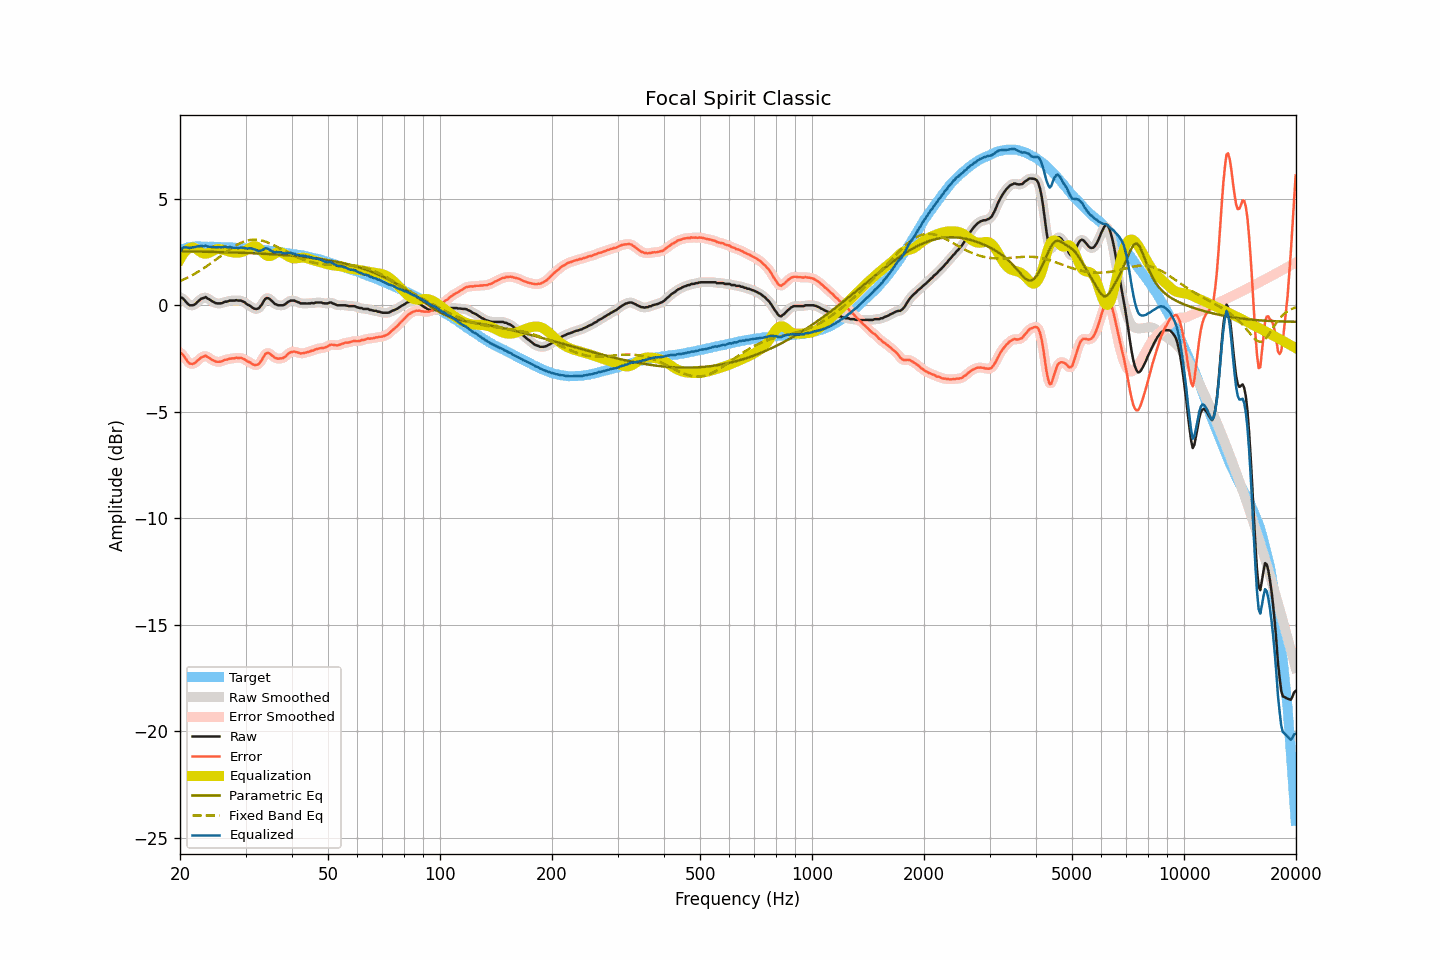 Focal Spirit Classic
Amplitude (dBr)
5
0
−5
−10
−15
−20
−25
Target
Raw Smoothed
Error Smoothed
Raw
Error
Equalization
Parametric Eq
Fixed Band Eq
Equalized
20
50
100
200
500
1000
2000
5000
10000
20000
Frequency (Hz)